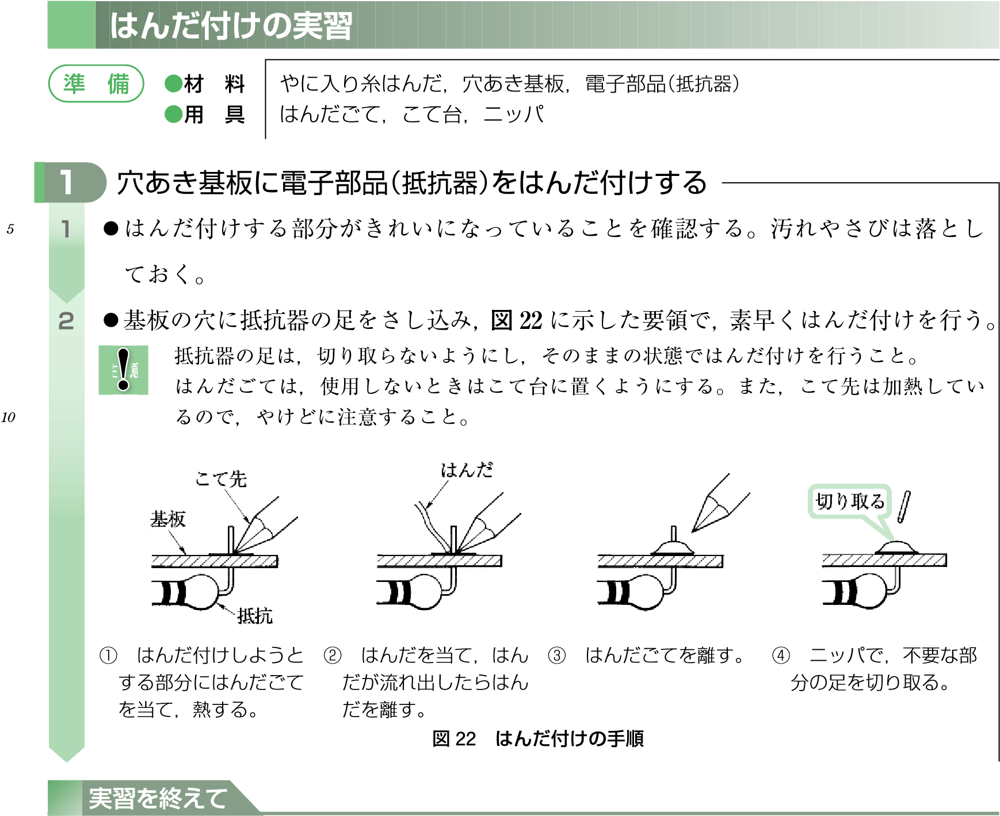 はんだ付けの実習
準 備
●材 料 やに入り糸はんだ，穴あき基板，電子部品（抵抗器）
●用 具 はんだごて，こて台，ニッパ
1 穴あき基板に電子部品（抵抗器）をはんだ付けする
5 1 ●はんだ付けする部分がきれいになっていることを確認する。汚れやさびは落とし
ておく。
2 ●基板の穴に抵抗器の足をさし込み，図 22 に示した要領で，素早くはんだ付けを行う。
抵抗器の足は，切り取らないようにし，そのままの状態ではんだ付けを行うこと。
はんだごては，使用しないときはこて台に置くようにする。また，こて先は加熱してい
10 るので，やけどに注意すること。
こて先
基板
抵抗
はんだ
切り取る
① はんだ付けしようと
する部分にはんだごて
を当て，熱する。
② はんだを当て，はん
だが流れ出したらはん
だを離す。
③ はんだごてを離す。
④ ニッパで，不要な部
分の足を切り取る。
図 22 はんだ付けの手順
実習を終えて